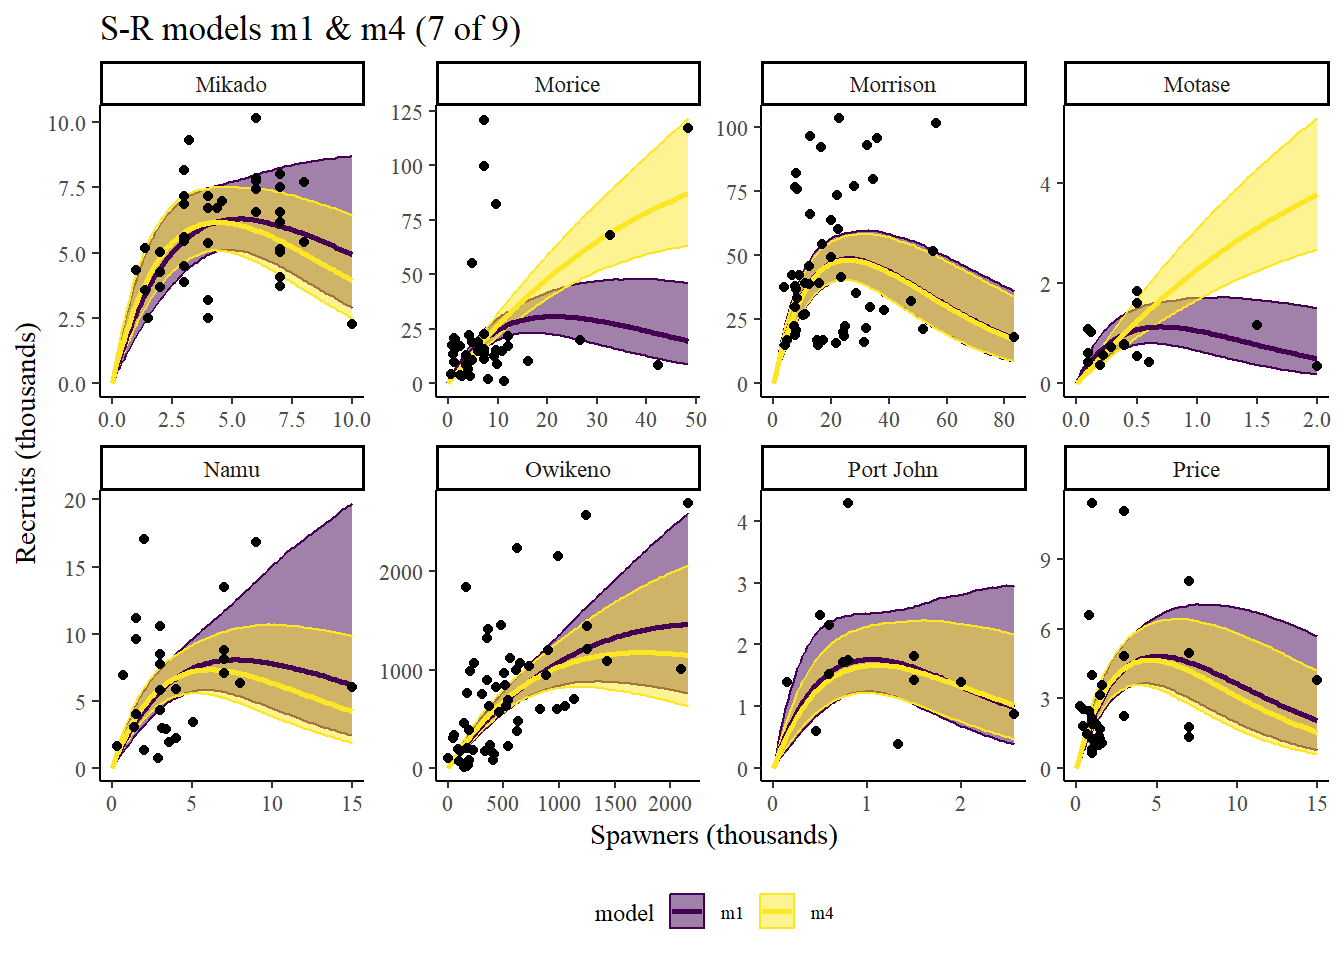 S-R models m1 & m4 (7 of 9)
Mikado Morice Morrison Motase
10.0 7.5 5.0 2.5 0.0
125 100 75 50 25 0
100 75 50 25 0
4 2 0
0.0 2.5 5.0 7.5 10.0
0 10 20 30 40 50
0 20 40 60 80
0.0 0.5 1.0 1.5 2.0
Recruits (thousands)
Namu Owikeno Port John Price
20 15 10 5 0
2000 1000 0
4 3 2 1 0
9 6 3 0
0 5 10 15
0 500 1000 1500 2000
0 1 2
0 5 10 15
Spawners (thousands)
model m1 m4